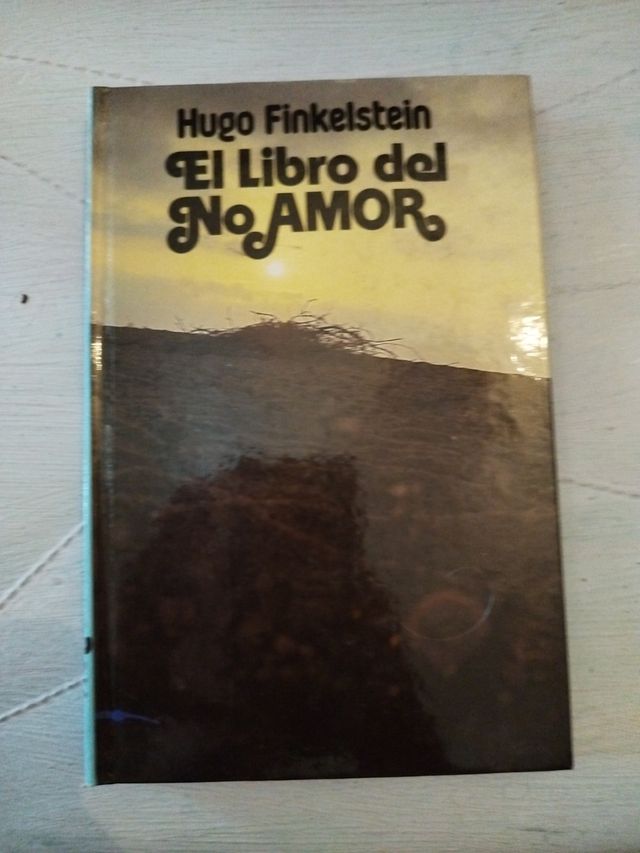 Hugo Finkelstein
El Libro del
No AMOR